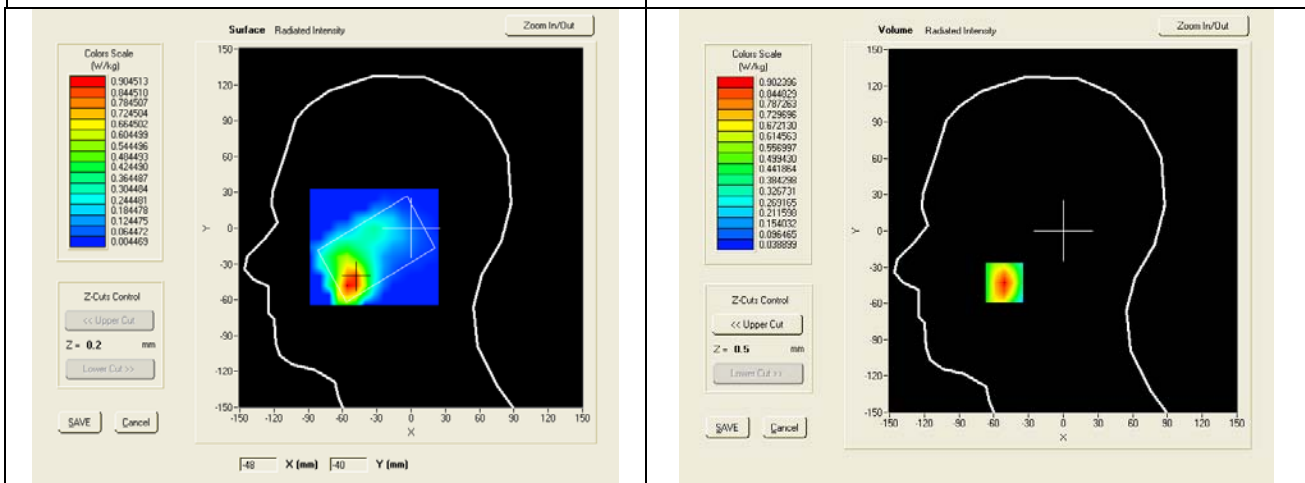 Surface Radiated Intensity
Zoom In/Out
Colors Scale
(W/kg)
0.904513
0.844510
0.784507
0.724504
0.664502
0.604499
0.544496
0.484493
0.424490
0.364487
0.304484
0.244481
0.184478
0.124475
0.064472
0.004469
Z-Cuts Control
<< Upper Cut
Z = 0.2 mm
Lower Cut >>
SAVE
Cancel
150
120
90
60
30
0
-30
-60
-90
-120
-150
Y
-150 -120 -90 -60 -30 0 30 60 90 120 150
X
-48 X (mm) -40 Y (mm)
Volume Radiated Intensity
Zoom In/Out
Colors Scale
(W/kg)
0.902396
0.844829
0.787263
0.729696
0.672130
0.614563
0.556997
0.499430
0.441864
0.384298
0.326731
0.269165
0.211598
0.154032
0.096465
0.038899
Z-Cuts Control
<< Upper Cut
Z = 0.5 mm
Lower Cut >>
SAVE
Cancel
150
120
90
60
30
0
-30
-60
-90
-120
-150
Y
-150 -120 -90 -60 -30 0 30 60 90 120 150
X